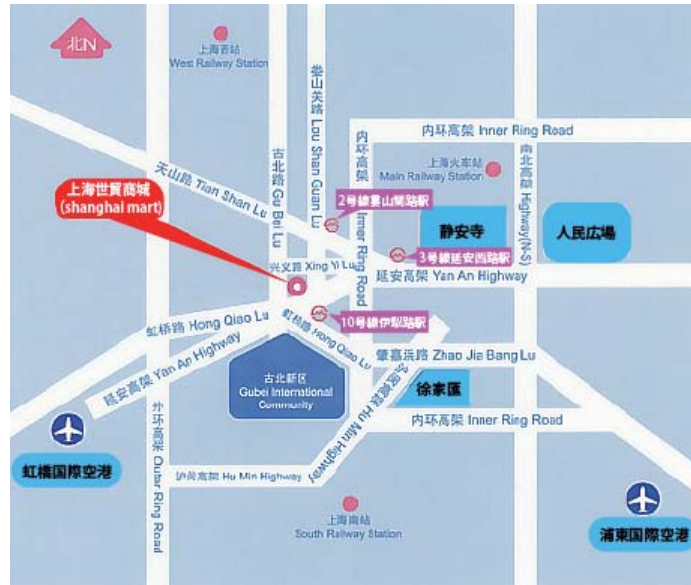 北N
上海西站
West Railway Station
娄山关路 Lou Shan Guan Lu
古北路 Gu Bei Lu
内环高架 Inner Ring Road
内环高架 Inner Ring Road
南北高架 Highway(N-S)
上海火车站
Main Railway Station
天山路 Tian Shan Lu
上海世貿商城
(shanghai mart)
2号線婁山関路駅
静安寺
人民広場
3号線延安西路駅
兴义路 Xing Yi Lu
延安高架 Yan An Highway
10号線伊犁路駅
虹桥路 Hong Qiao Lu
虹桥路 Hong Qiao Lu
延安高架 Yan An Highway
肇嘉浜路 Zhao Jia Bang Lu
古北新区
Gubei International
Community
徐家匯
Hu Min Highway
内环高架 Inner Ring Road
外环高架 Outer Ring Road
虹橋国際空港
沪闵高架 Hu Min Highway
上海南站
South Railway Station
浦東国際空港